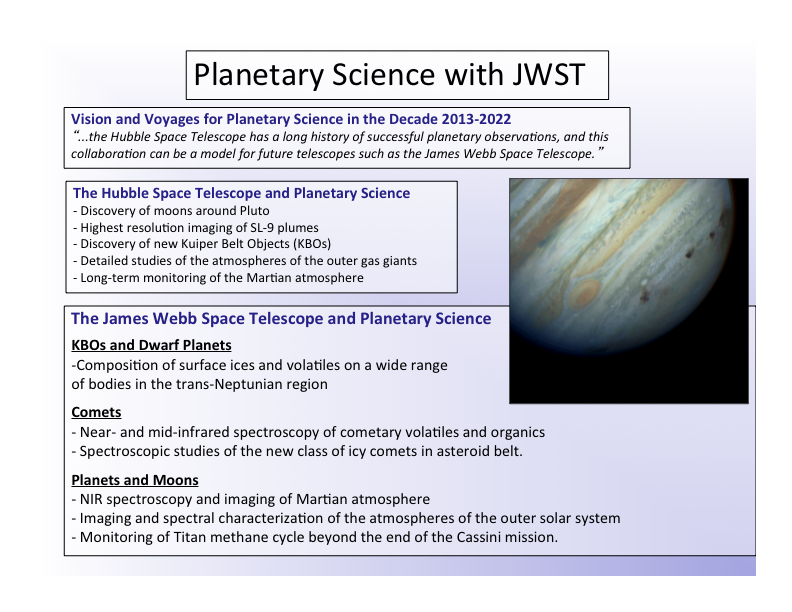 Planetary Science with JWST
Vision and Voyages for Planetary Science in the Decade 2013-2022
“...the Hubble Space Telescope has a long history of successful planetary observations, and this
collaboration can be a model for future telescopes such as the James Webb Space Telescope.”
The Hubble Space Telescope and Planetary Science
- Discovery of moons around Pluto
- Highest resolution imaging of SL-9 plumes
- Discovery of new Kuiper Belt Objects (KBOs)
- Detailed studies of the atmospheres of the outer gas giants
- Long-term monitoring of the Martian atmosphere
The James Webb Space Telescope and Planetary Science
KBOs and Dwarf Planets
-Composition of surface ices and volatiles on a wide range
of bodies in the trans-Neptunian region
Comets
- Near- and mid-infrared spectroscopy of cometary volatiles and organics
- Spectroscopic studies of the new class of icy comets in asteroid belt.
Planets and Moons
- NIR spectroscopy and imaging of Martian atmosphere
- Imaging and spectral characterization of the atmospheres of the outer solar system
- Monitoring of Titan methane cycle beyond the end of the Cassini mission.